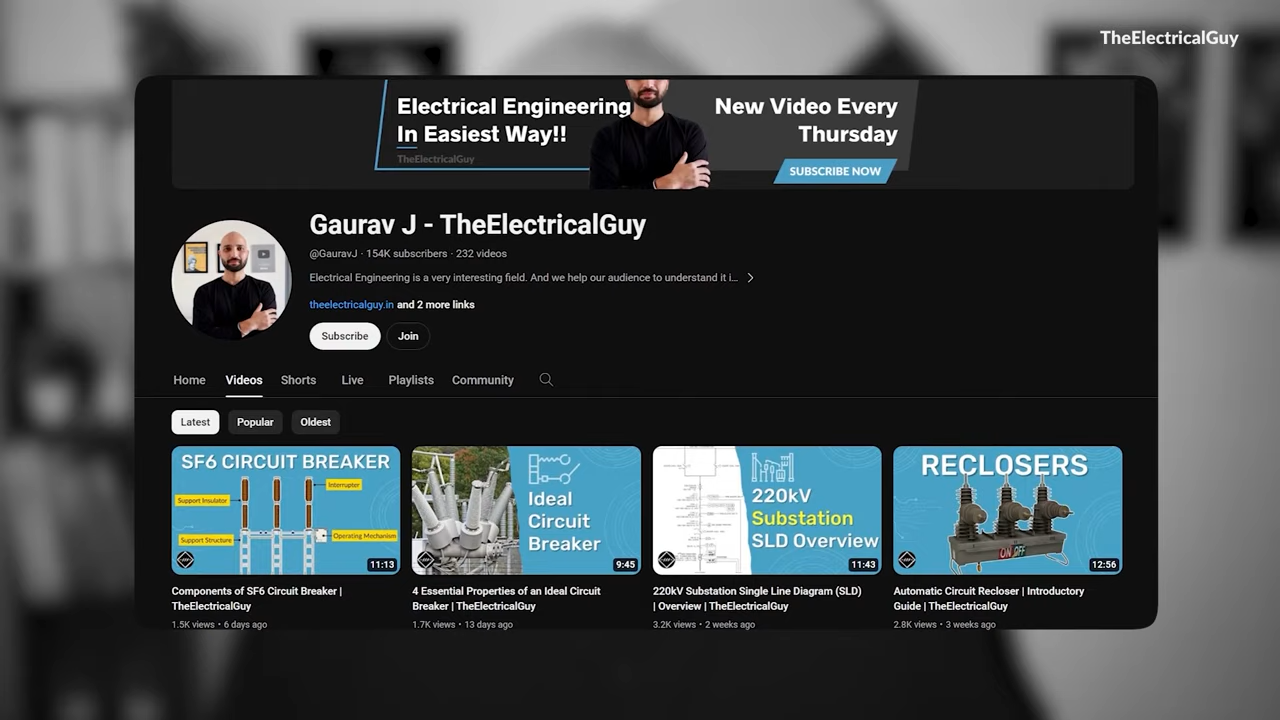 TheElectricalGuy
Electrical Engineering
In Easiest Way!!
TheElectricalGuy
New Video Every
Thursday
SUBSCRIBE NOW
Gaurav J - TheElectricalGuy
@GauravJ · 154K subscribers · 232 videos
Electrical Engineering is a very interesting field. And we help our audience to understand it i...
theelectricalguy.in and 2 more links
Subscribe
Join
Home
Videos
Shorts
Live
Playlists
Community
Latest
Popular
Oldest
SF6 CIRCUIT BREAKER
Interrupter
Support Insulator
Support Structure
Operating Mechanism
11:13
Components of SF6 Circuit Breaker |
TheElectricalGuy
1.5K views • 6 days ago
Ideal
Circuit
Breaker
9:45
4 Essential Properties of an Ideal Circuit
Breaker | TheElectricalGuy
1.7K views • 13 days ago
220kV
Substation
SLD Overview
11:43
220kV Substation Single Line Diagram (SLD)
| Overview | TheElectricalGuy
3.2K views • 2 weeks ago
RECLOSERS
ON OFF
12:56
Automatic Circuit Recloser | Introductory
Guide | TheElectricalGuy
2.8K views • 3 weeks ago